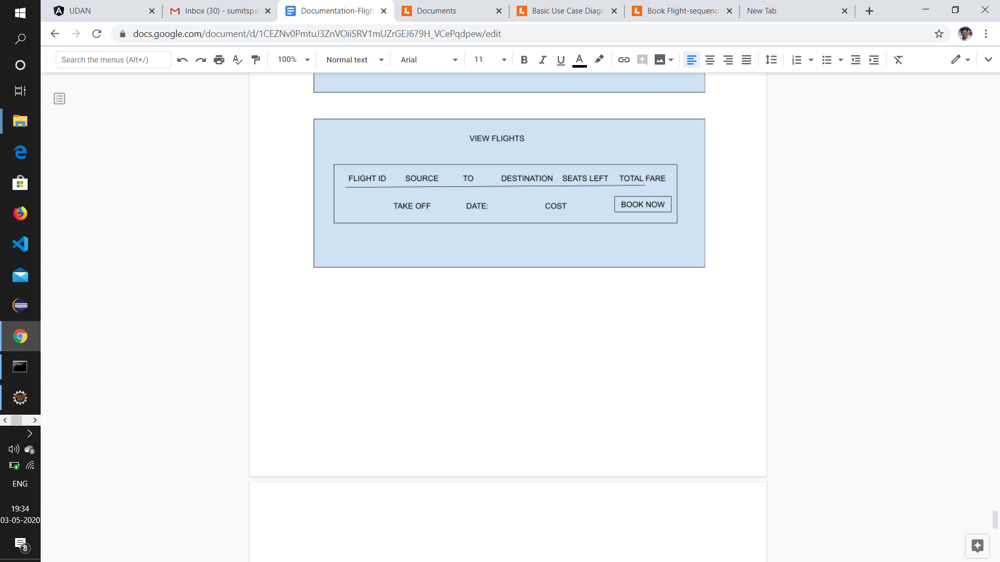 UDAN
Inbox (30) - sumitspa
Documentation-Fligh
Documents
Basic Use Case Diagra
Book Flight-sequenc
New Tab
docs.google.com/document/d/1CEZNv0PmtuJ3ZnVOiiSRV1mUZrGEJ679H_VCePqdpew/edit
Search the menus (Alt+/)
100%
Normal text
Arial
11
VIEW FLIGHTS
FLIGHT ID SOURCE TO DESTINATION SEATS LEFT TOTAL FARE
TAKE OFF DATE: COST BOOK NOW
ENG
19:34
03-05-2020
8